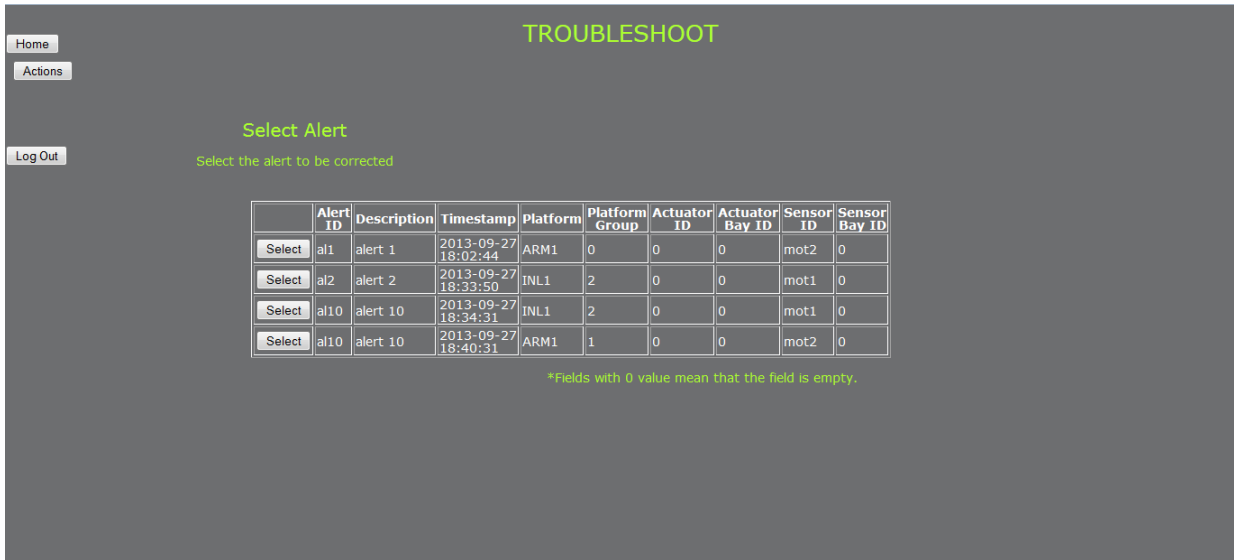 TROUBLESHOOT
Home
Actions
Select Alert
Log Out
Select the alert to be corrected
Alert ID Description Timestamp Platform Platform Group Actuator ID Actuator Bay ID Sensor ID Sensor Bay ID
Select al1 alert 1 2013-09-27 18:02:44 ARM1 0 0 0 mot2 0
Select al2 alert 2 2013-09-27 18:33:50 INL1 2 0 0 mot1 0
Select al10 alert 10 2013-09-27 18:34:31 INL1 2 0 0 mot1 0
Select al10 alert 10 2013-09-27 18:40:31 ARM1 1 0 0 mot2 0
*Fields with 0 value mean that the field is empty.